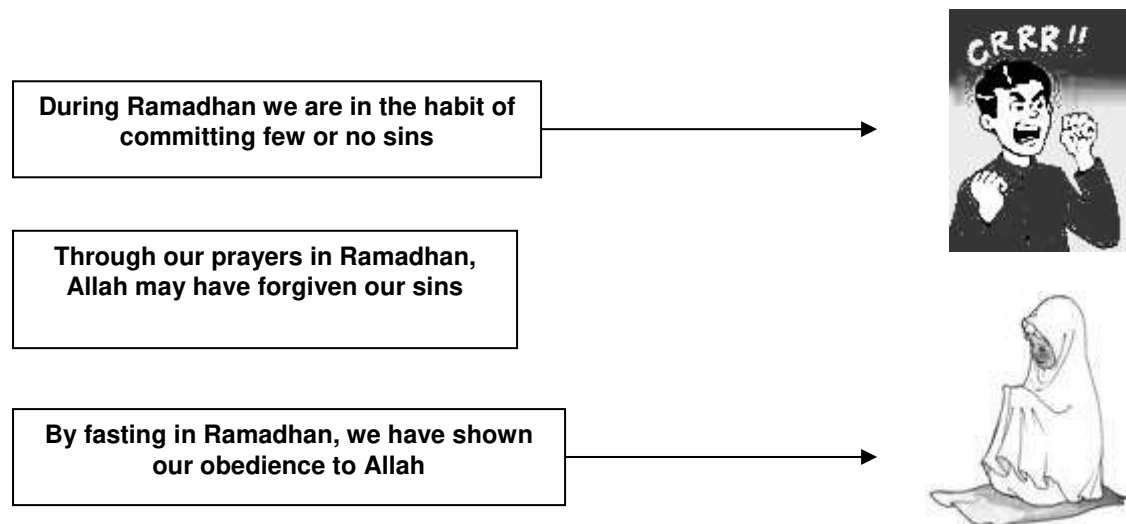 CRRR!!
During Ramadhan we are in the habit of
committing few or no sins
Through our prayers in Ramadhan,
Allah may have forgiven our sins
By fasting in Ramadhan, we have shown
our obedience to Allah